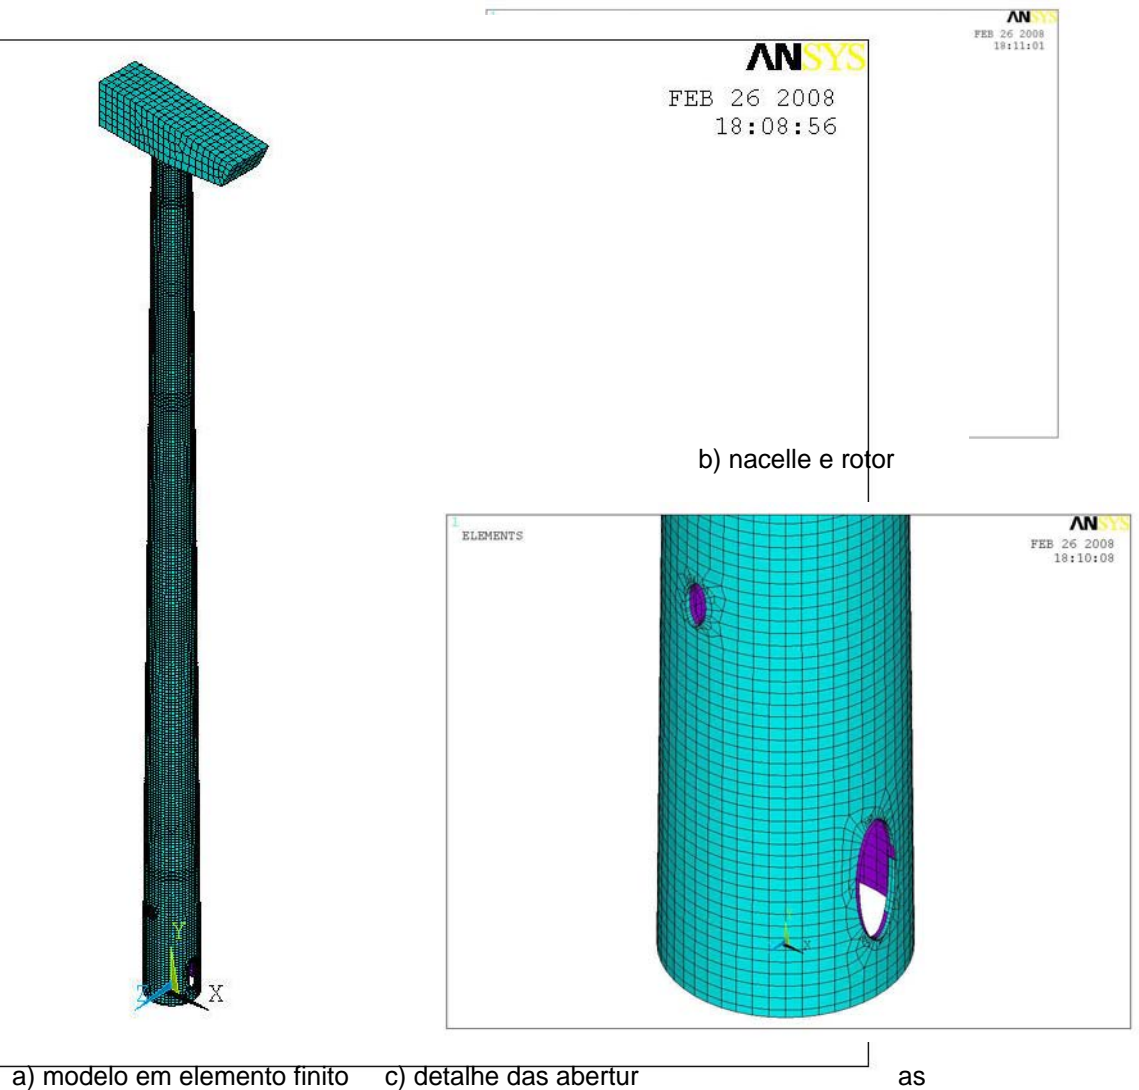 ANSYS
FEB 26 2008
18:11:01
ANSYS
FEB 26 2008
18:08:56
Y
Z
X
b) nacelle e rotor
1
ELEMENTS
ANSYS
FEB 26 2008
18:10:08
X
a) modelo em elemento finito
c) detalhe das abertur as